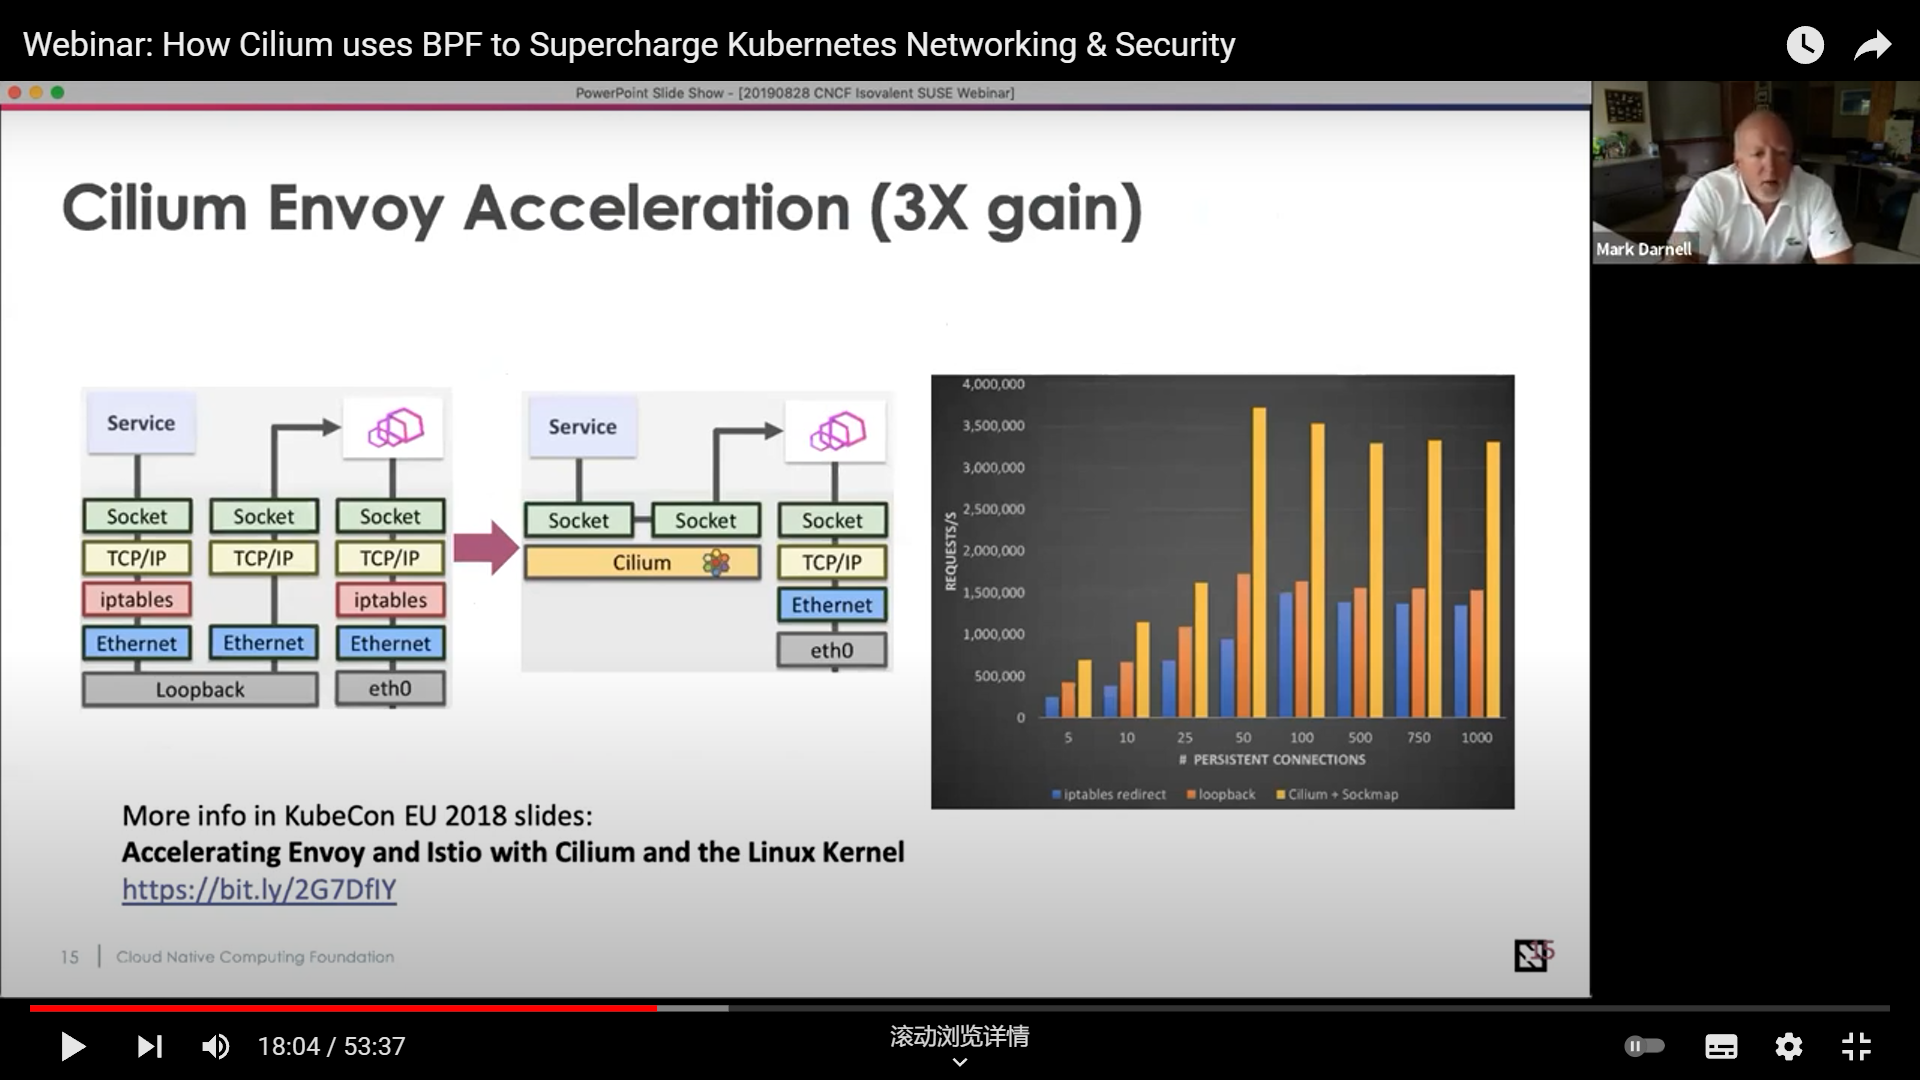 Webinar: How Cilium uses BPF to Supercharge Kubernetes Networking & Security
PowerPoint Slide Show - [20190828 CNCF Isovalent SUSE Webinar]
Mark Darnell
Cilium Envoy Acceleration (3X gain)
Service
Socket
Socket
Socket
TCP/IP
TCP/IP
TCP/IP
iptables
iptables
Ethernet
Ethernet
Ethernet
Loopback
eth0
Service
Socket
Socket
Socket
Cilium
TCP/IP
Ethernet
eth0
4,000,000
3,500,000
3,000,000
2,500,000
2,000,000
1,500,000
1,000,000
500,000
0
REQUESTS/S
5 10 25 50 100 500 750 1000
# PERSISTENT CONNECTIONS
iptables redirect loopback Cilium + Sockmap
More info in KubeCon EU 2018 slides:
Accelerating Envoy and Istio with Cilium and the Linux Kernel
https://bit.ly/2G7DfIY
15 | Cloud Native Computing Foundation
15
18:04 / 53:37
滚动浏览详情